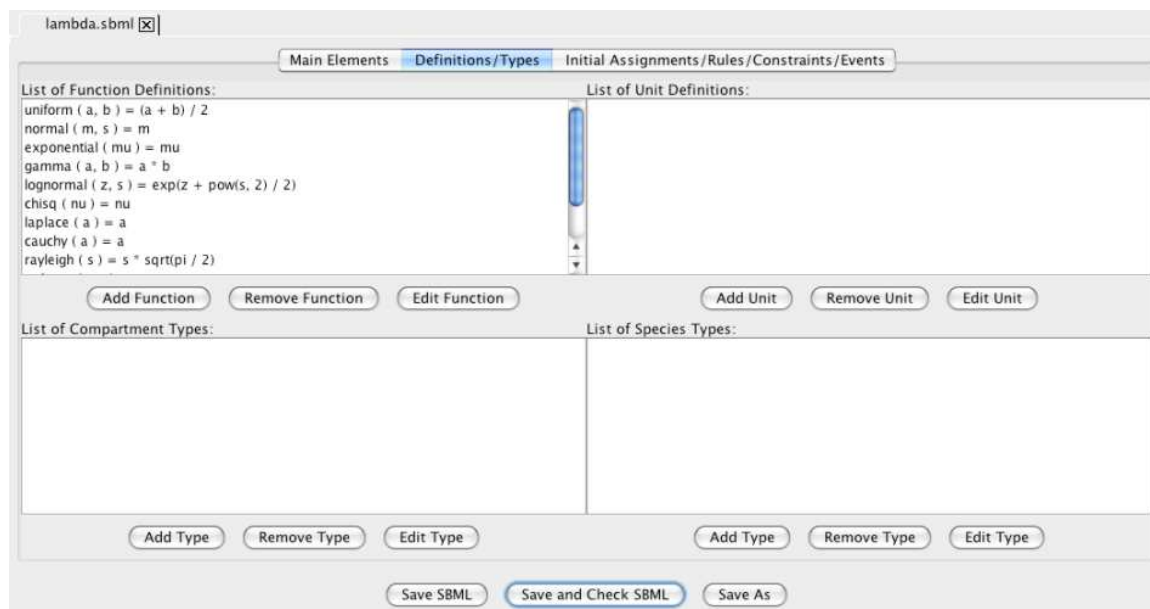 lambda.sbml
Main Elements Definitions/Types Initial Assignments/Rules/Constraints/Events
List of Function Definitions:
uniform ( a, b ) = (a + b) / 2
normal ( m, s ) = m
exponential ( mu ) = mu
gamma ( a, b ) = a * b
lognormal ( z, s ) = exp(z + pow(s, 2) / 2)
chisq ( nu ) = nu
laplace ( a ) = a
cauchy ( a ) = a
rayleigh ( s ) = s * sqrt(pi / 2)
Add Function Remove Function Edit Function
List of Unit Definitions:
Add Unit Remove Unit Edit Unit
List of Compartment Types:
Add Type Remove Type Edit Type
List of Species Types:
Add Type Remove Type Edit Type
Save SBML Save and Check SBML Save As